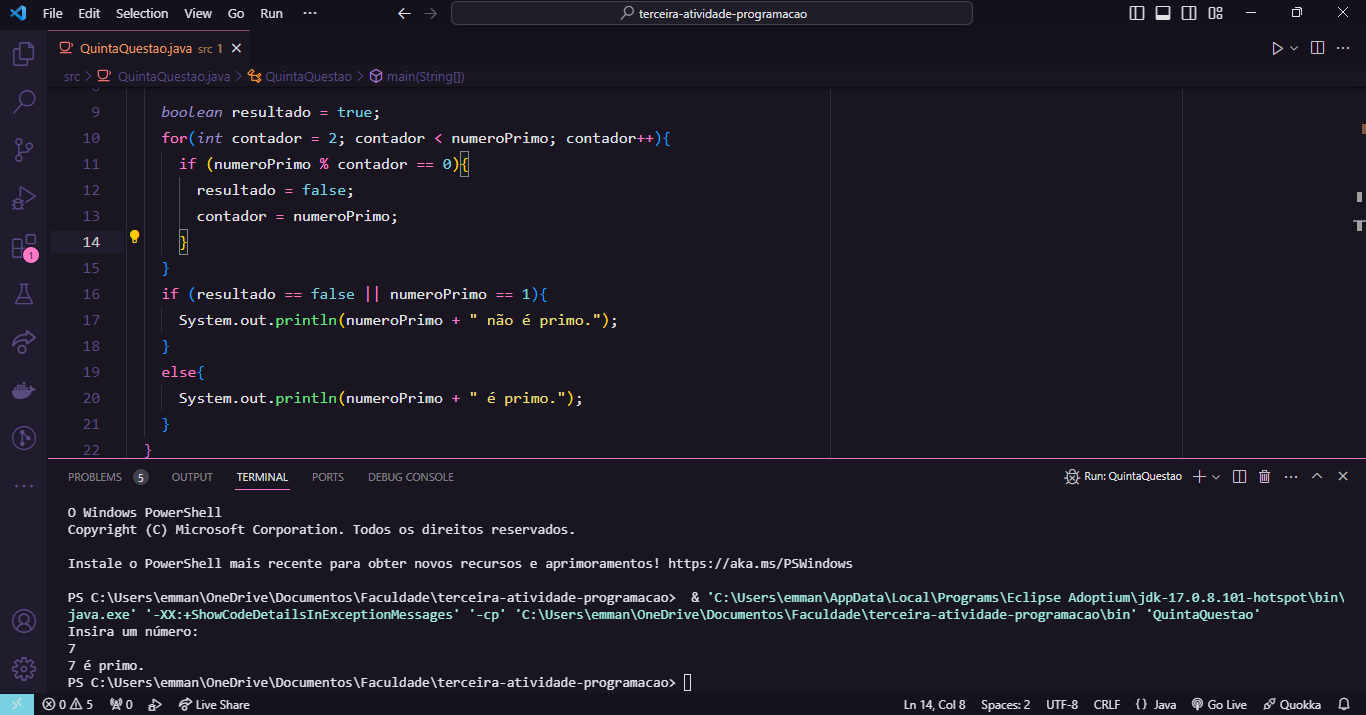 File Edit Selection View Go Run ··· terceira-atividade-programacao
QuintaQuestao.java src 1
src > QuintaQuestao.java > QuintaQuestao > main(String[])
8
9 boolean resultado = true;
10 for(int contador = 2; contador < numeroPrimo; contador++){
11 if (numeroPrimo % contador == 0){
12 resultado = false;
13 contador = numeroPrimo;
14 }
15 }
16 if (resultado == false || numeroPrimo == 1){
17 System.out.println(numeroPrimo + " não é primo.");
18 }
19 else{
20 System.out.println(numeroPrimo + " é primo.");
21 }
22 }
1
PROBLEMS 5 OUTPUT TERMINAL PORTS DEBUG CONSOLE Run: QuintaQuestao
O Windows PowerShell
Copyright (C) Microsoft Corporation. Todos os direitos reservados.
Instale o PowerShell mais recente para obter novos recursos e aprimoramentos! https://aka.ms/PSWindows
PS C:\Users\emman\OneDrive\Documentos\Faculdade\terceira-atividade-programacao> & 'C:\Users\emman\AppData\Local\Programs\Eclipse Adoptium\jdk-17.0.8.101-hotspot\bin\
java.exe' '-XX:+ShowCodeDetailsInExceptionMessages' '-cp' 'C:\Users\emman\OneDrive\Documentos\Faculdade\terceira-atividade-programacao\bin' 'QuintaQuestao'
Insira um número:
7
7 é primo.
PS C:\Users\emman\OneDrive\Documentos\Faculdade\terceira-atividade-programacao>
0 5 0 Live Share Ln 14, Col 8 Spaces: 2 UTF-8 CRLF {} Java Go Live Quokka